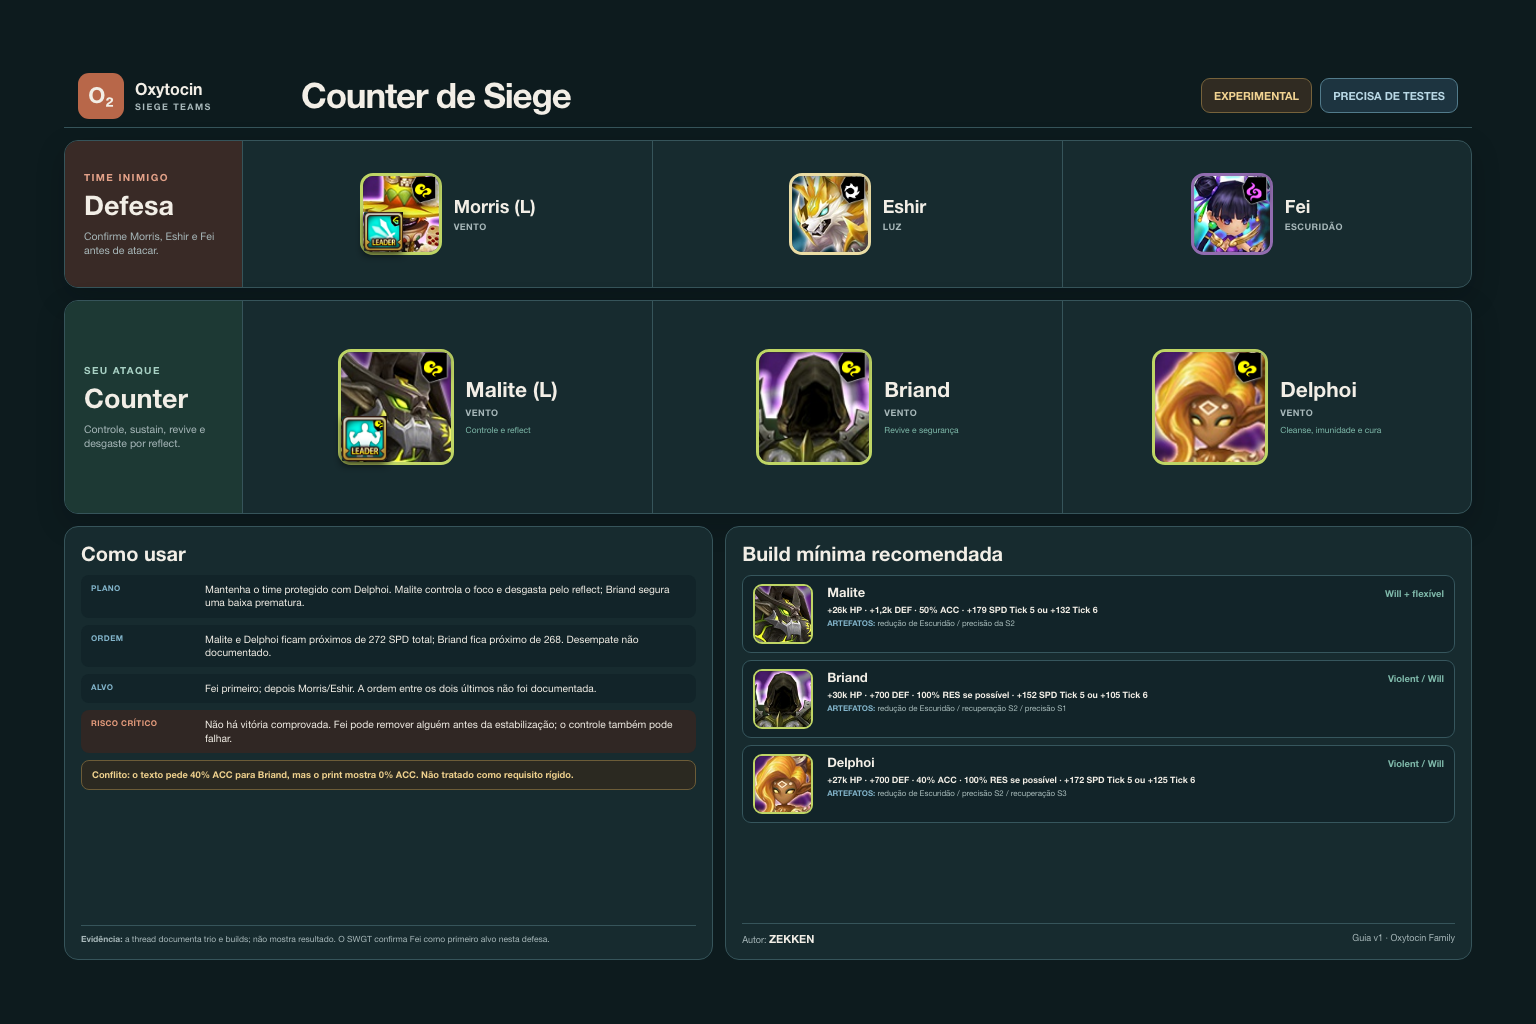 O2
Oxytocin
SIEGE TEAMS
Counter de Siege
EXPERIMENTAL
PRECISA DE TESTES
TIME INIMIGO
Defesa
Confirme Morris, Eshir e Fei
antes de atacar.
LEADER
Morris (L)
VENTO
Eshir
LUZ
Fei
ESCURIDÃO
SEU ATAQUE
Counter
Controle, sustain, revive e
desgaste por reflect.
LEADER
Malite (L)
VENTO
Controle e reflect
Briand
VENTO
Revive e segurança
Delphoi
VENTO
Cleanse, imunidade e cura
Como usar
PLANO
Mantenha o time protegido com Delphoi. Malite controla o foco e desgasta pelo reflect; Briand segura
uma baixa prematura.
ORDEM
Malite e Delphoi ficam próximos de 272 SPD total; Briand fica próximo de 268. Desempate não
documentado.
ALVO
Fei primeiro; depois Morris/Eshir. A ordem entre os dois últimos não foi documentada.
RISCO CRÍTICO
Não há vitória comprovada. Fei pode remover alguém antes da estabilização; o controle também pode
falhar.
Conflito: o texto pede 40% ACC para Briand, mas o print mostra 0% ACC. Não tratado como requisito rígido.
Evidência: a thread documenta trio e builds; não mostra resultado. O SWGT confirma Fei como primeiro alvo nesta defesa.
Build mínima recomendada
Malite
Will + flexível
+26k HP · +1,2k DEF · 50% ACC · +179 SPD Tick 5 ou +132 Tick 6
ARTEFATOS: redução de Escuridão / precisão da S2
Briand
Violent / Will
+30k HP · +700 DEF · 100% RES se possível · +152 SPD Tick 5 ou +105 Tick 6
ARTEFATOS: redução de Escuridão / recuperação S2 / precisão S1
Delphoi
Violent / Will
+27k HP · +700 DEF · 40% ACC · 100% RES se possível · +172 SPD Tick 5 ou +125 Tick 6
ARTEFATOS: redução de Escuridão / precisão S2 / recuperação S3
Autor: ZEKKEN
Guia v1 · Oxytocin Family